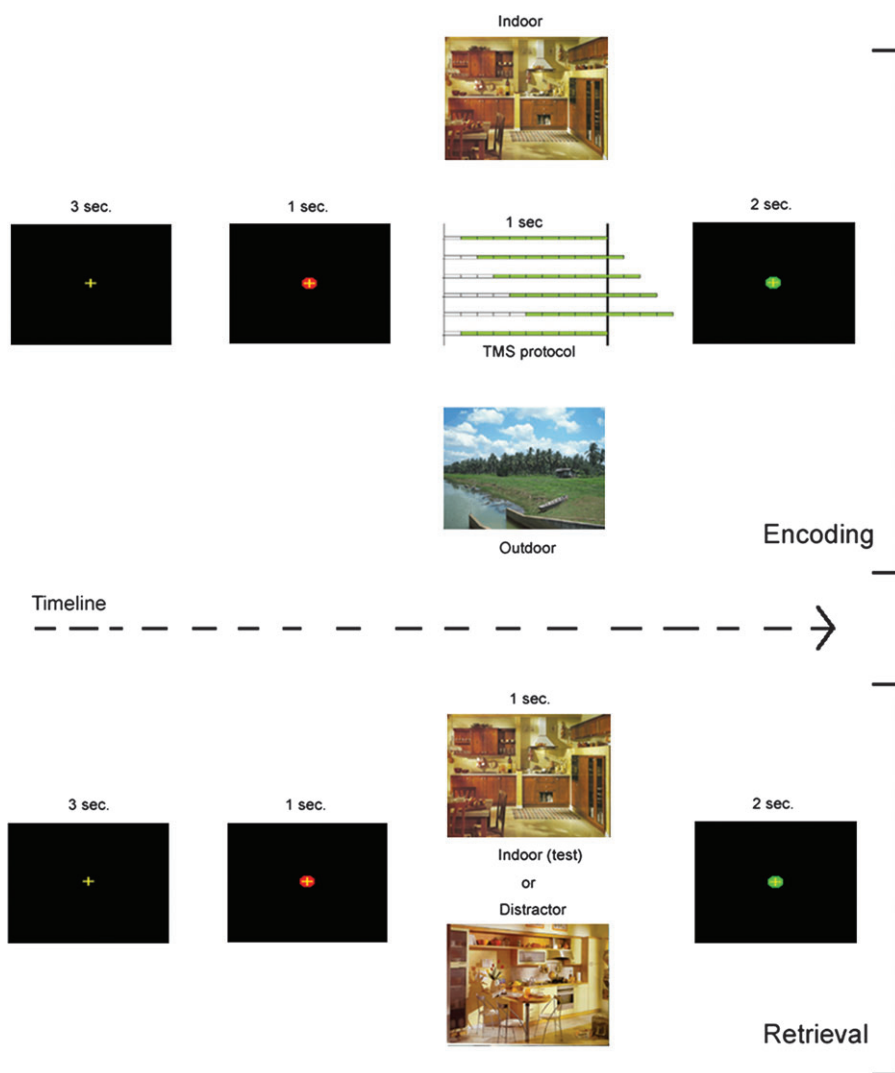 Indoor
3 sec.
1 sec.
1 sec
2 sec.
TMS protocol
Outdoor
Encoding
Timeline
1 sec.
3 sec.
1 sec.
2 sec.
Indoor (test)
or
Distractor
Retrieval